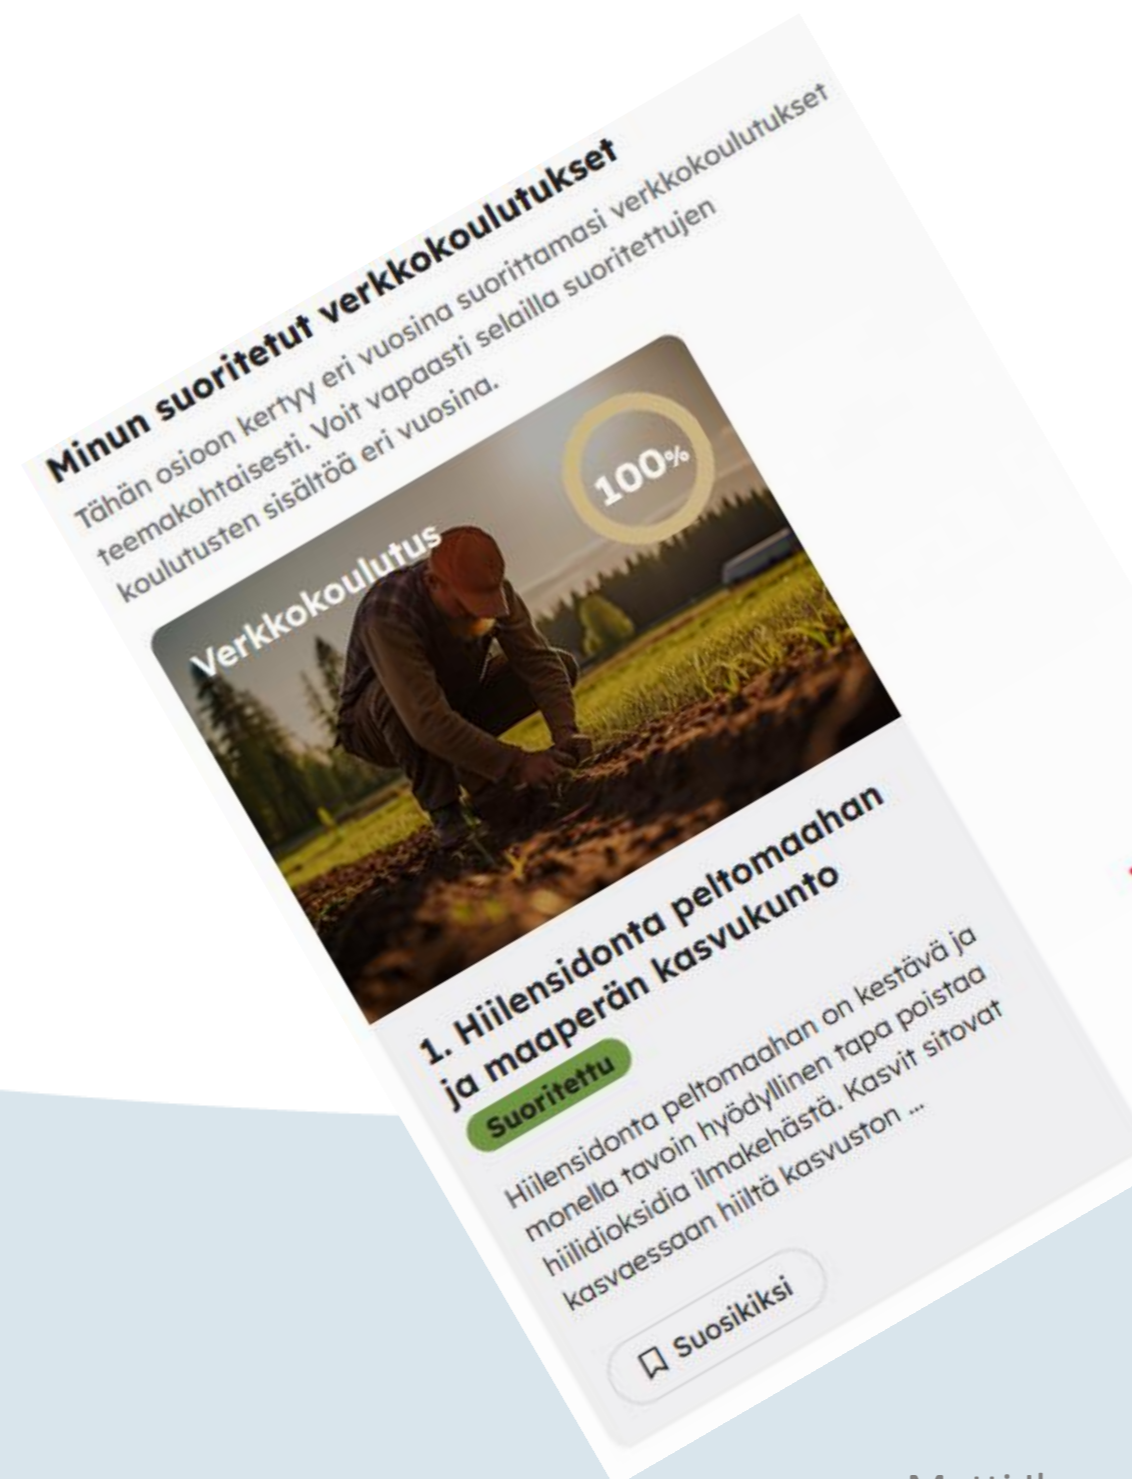 Minun suoritetut verkkokoulutukset
Tähän osioon kertyy eri vuosina suorittamasi verkkokoulutukset
teemakohtaisesti. Voit vapaasti selailla suoritettujen
koulutusten sisältöä eri vuosina.
Verkkokoulutus
100%
1. Hiilensidonta peltomaahan
ja maaperän kasvukunto
Suoritettu
Hiilensidonta peltomaahan on kestävä ja
monella tavoin hyödyllinen tapa poistaa
hiilidioksidia ilmakehästä. Kasvit sitovat
kasvaessaan hiiltä kasvuston ...
Suosikiksi